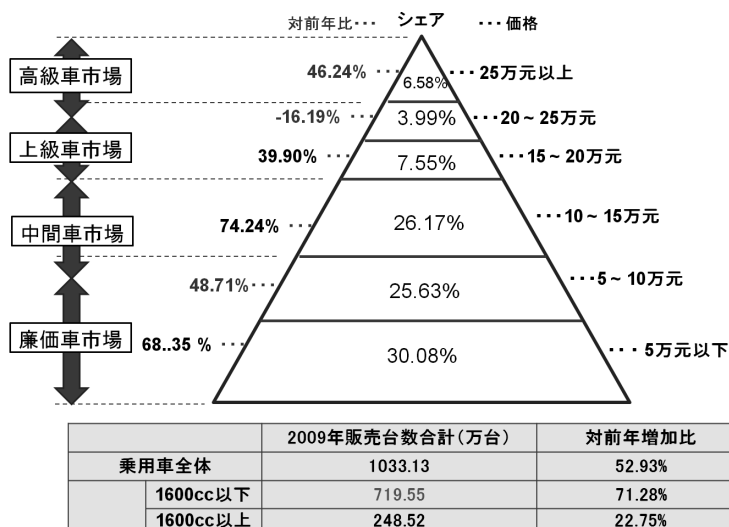 対前年比 シェア 価格
高級車市場
46.24% 6.58% 25万元以上
-16.19% 3.99% 20~25万元
上級車市場
39.90% 7.55% 15~20万元
中間車市場
74.24% 26.17% 10~15万元
48.71% 25.63% 5~10万元
廉価車市場
68..35 % 30.08% 5万元以下
2009年販売台数合計(万台) 対前年増加比
乗用車全体 1033.13 52.93%
1600cc以下 719.55 71.28%
1600cc以上 248.52 22.75%